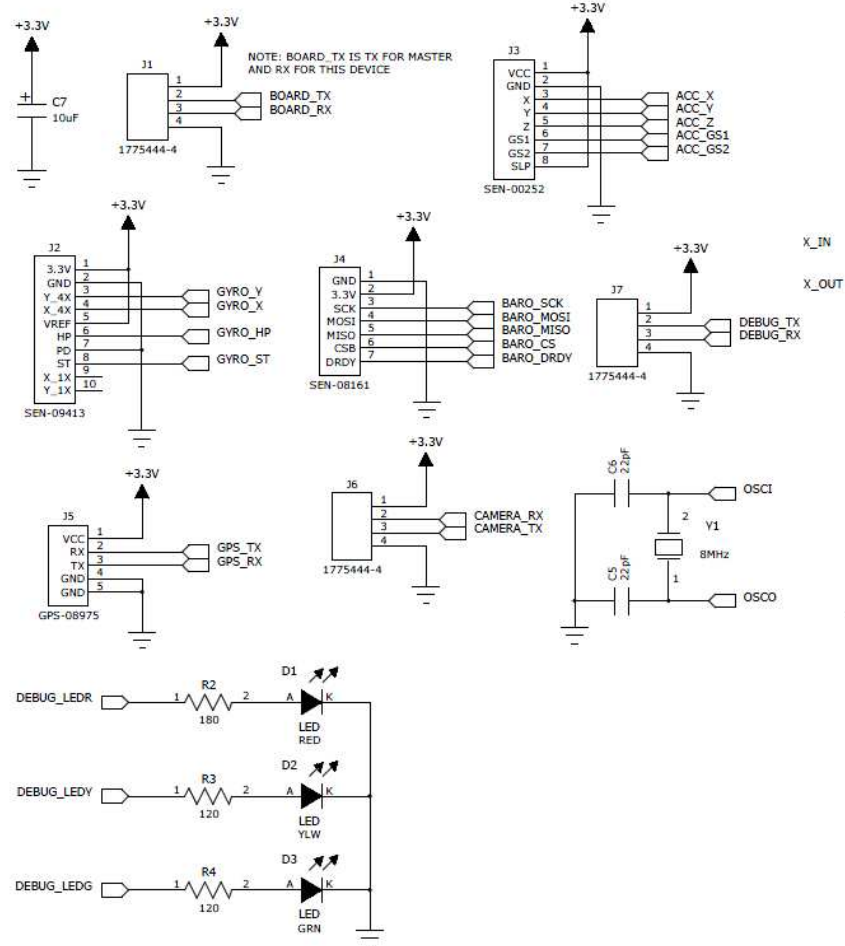 +3.3V
+
C7
10uF
+3.3V
J1
1
2
3
4
1775444-4
NOTE: BOARD_TX IS TX FOR MASTER
AND RX FOR THIS DEVICE
BOARD_TX
BOARD_RX
+3.3V
J3
VCC 1
GND 2
X 3 ACC_X
Y 4 ACC_Y
Z 5 ACC_Z
GS1 6 ACC_GS1
GS2 7 ACC_GS2
SLP 8
SEN-00252
+3.3V
J2
3.3V 1
GND 2
Y_4X 3 GYRO_Y
X_4X 4 GYRO_X
VREF 5
HP 6 GYRO_HP
PD 7
ST 8 GYRO_ST
X_1X 9
Y_1X 10
SEN-09413
+3.3V
J4
GND 1
3.3V 2
SCK 3 BARO_SCK
MOSI 4 BARO_MOSI
MISO 5 BARO_MISO
CSB 6 BARO_CS
DRDY 7 BARO_DRDY
SEN-08161
+3.3V
J7
1
2 DEBUG_TX
3 DEBUG_RX
4
1775444-4
X_IN
X_OUT
+3.3V
J5
VCC 1
RX 2 GPS_TX
TX 3 GPS_RX
GND 4
GND 5
GPS-08975
+3.3V
J6
1
2 CAMERA_RX
3 CAMERA_TX
4
1775444-4
C6
22pF
OSCI
2
Y1
8MHz
1
C5
22pF
OSCO
DEBUG_LEDR
1 R2 2
180
D1
A K
LED
RED
DEBUG_LEDY
1 R3 2
120
D2
A K
LED
YLW
DEBUG_LEDG
1 R4 2
120
D3
A K
LED
GRN